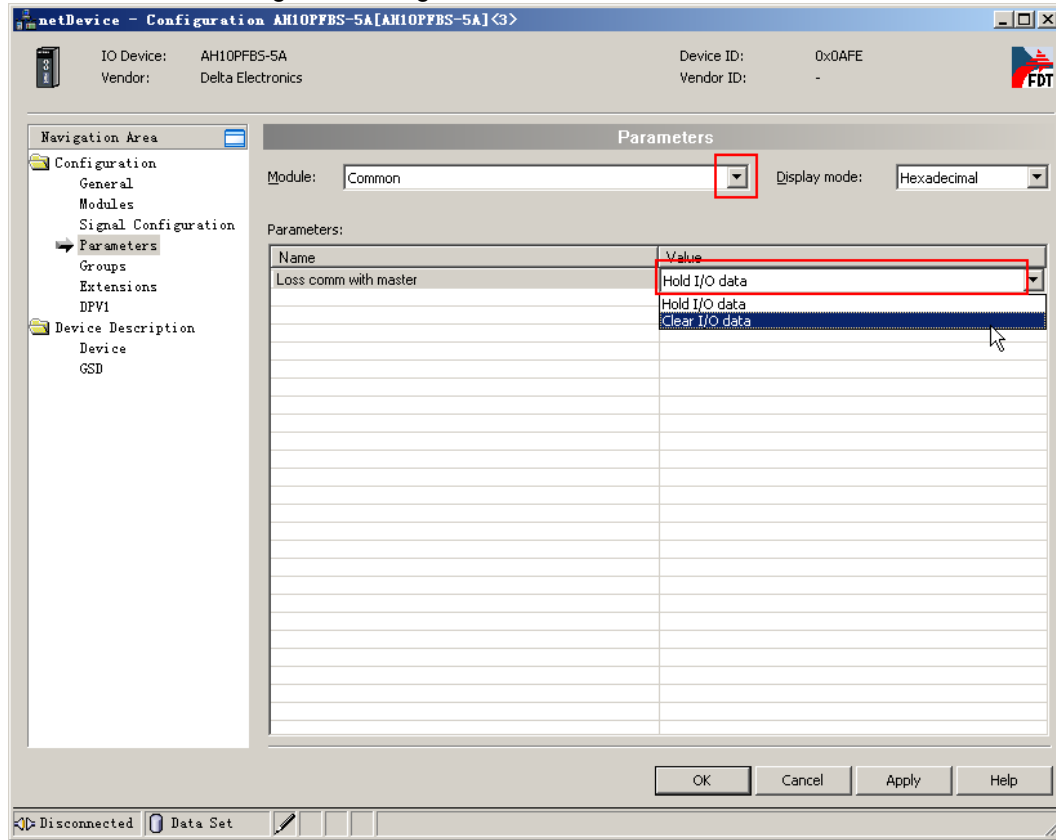 netDevice - Configuration AH10PFBS-5A[AH10PFBS-5A]<3>
IO Device: AH10PFBS-5A Device ID: 0x0AFE
Vendor: Delta Electronics Vendor ID: -
FDT
Navigation Area
Configuration
General
Modules
Signal Configuration
Parameters
Groups
Extensions
DPV1
Device Description
Device
GSD
Parameters
Module: Common Display mode: Hexadecimal
Parameters:
Name Value
Loss comm with master Hold I/O data
Hold I/O data
Clear I/O data
OK Cancel Apply Help
Disconnected Data Set